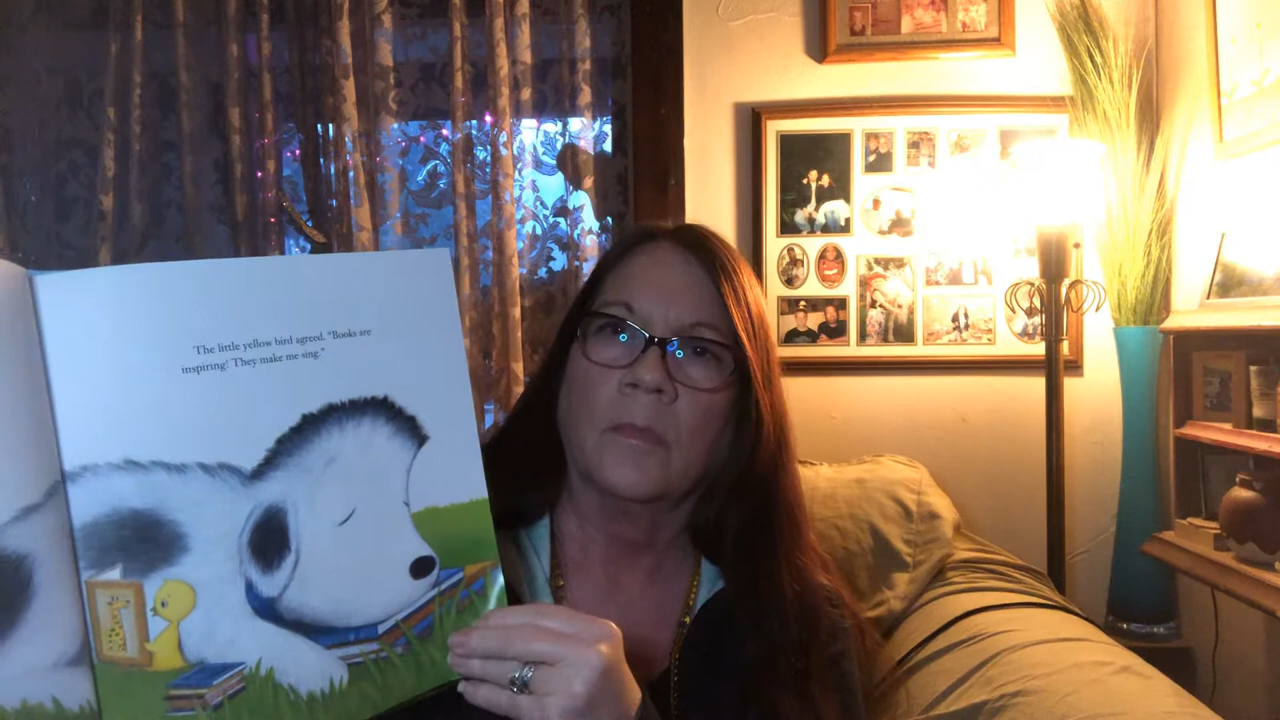 The little yellow bird agreed. "Books are
inspiring! They make me sing."